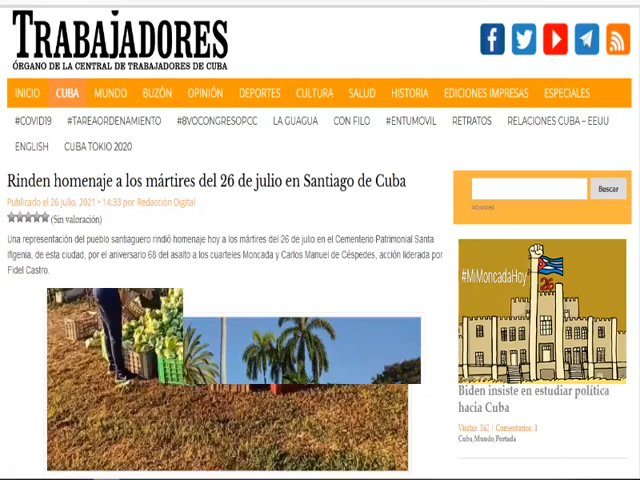 TRABAJADORES
ÓRGANO DE LA CENTRAL DE TRABAJADORES DE CUBA
INICIO CUBA MUNDO BUZÓN OPINIÓN DEPORTES CULTURA SALUD HISTORIA EDICIONES IMPRESAS ESPECIALES
#COVID19 #TAREAORDENAMIENTO #8VOCONGRESOPCC LA GUAGUA CON FILO #ENTUMOVIL RETRATOS RELACIONES CUBA – EEUU
ENGLISH CUBA TOKIO 2020
Rinden homenaje a los mártires del 26 de julio en Santiago de Cuba
Publicado el 26 julio, 2021 • 14:33 por Redacción Digital
(Sin valoración)
Una representación del pueblo santiaguero rindió homenaje hoy a los mártires del 26 de julio en el Cementerio Patrimonial Santa
Ifigenia, de esta ciudad, por el aniversario 68 del asalto a los cuarteles Moncada y Carlos Manuel de Céspedes, acción liderada por
Fidel Castro.
Buscar
Advanced
#MiMoncadaHoy
26
Biden insiste en estudiar política
hacia Cuba
Visitas: 342 | Comentarios: 1
Cuba, Mundo, Portada